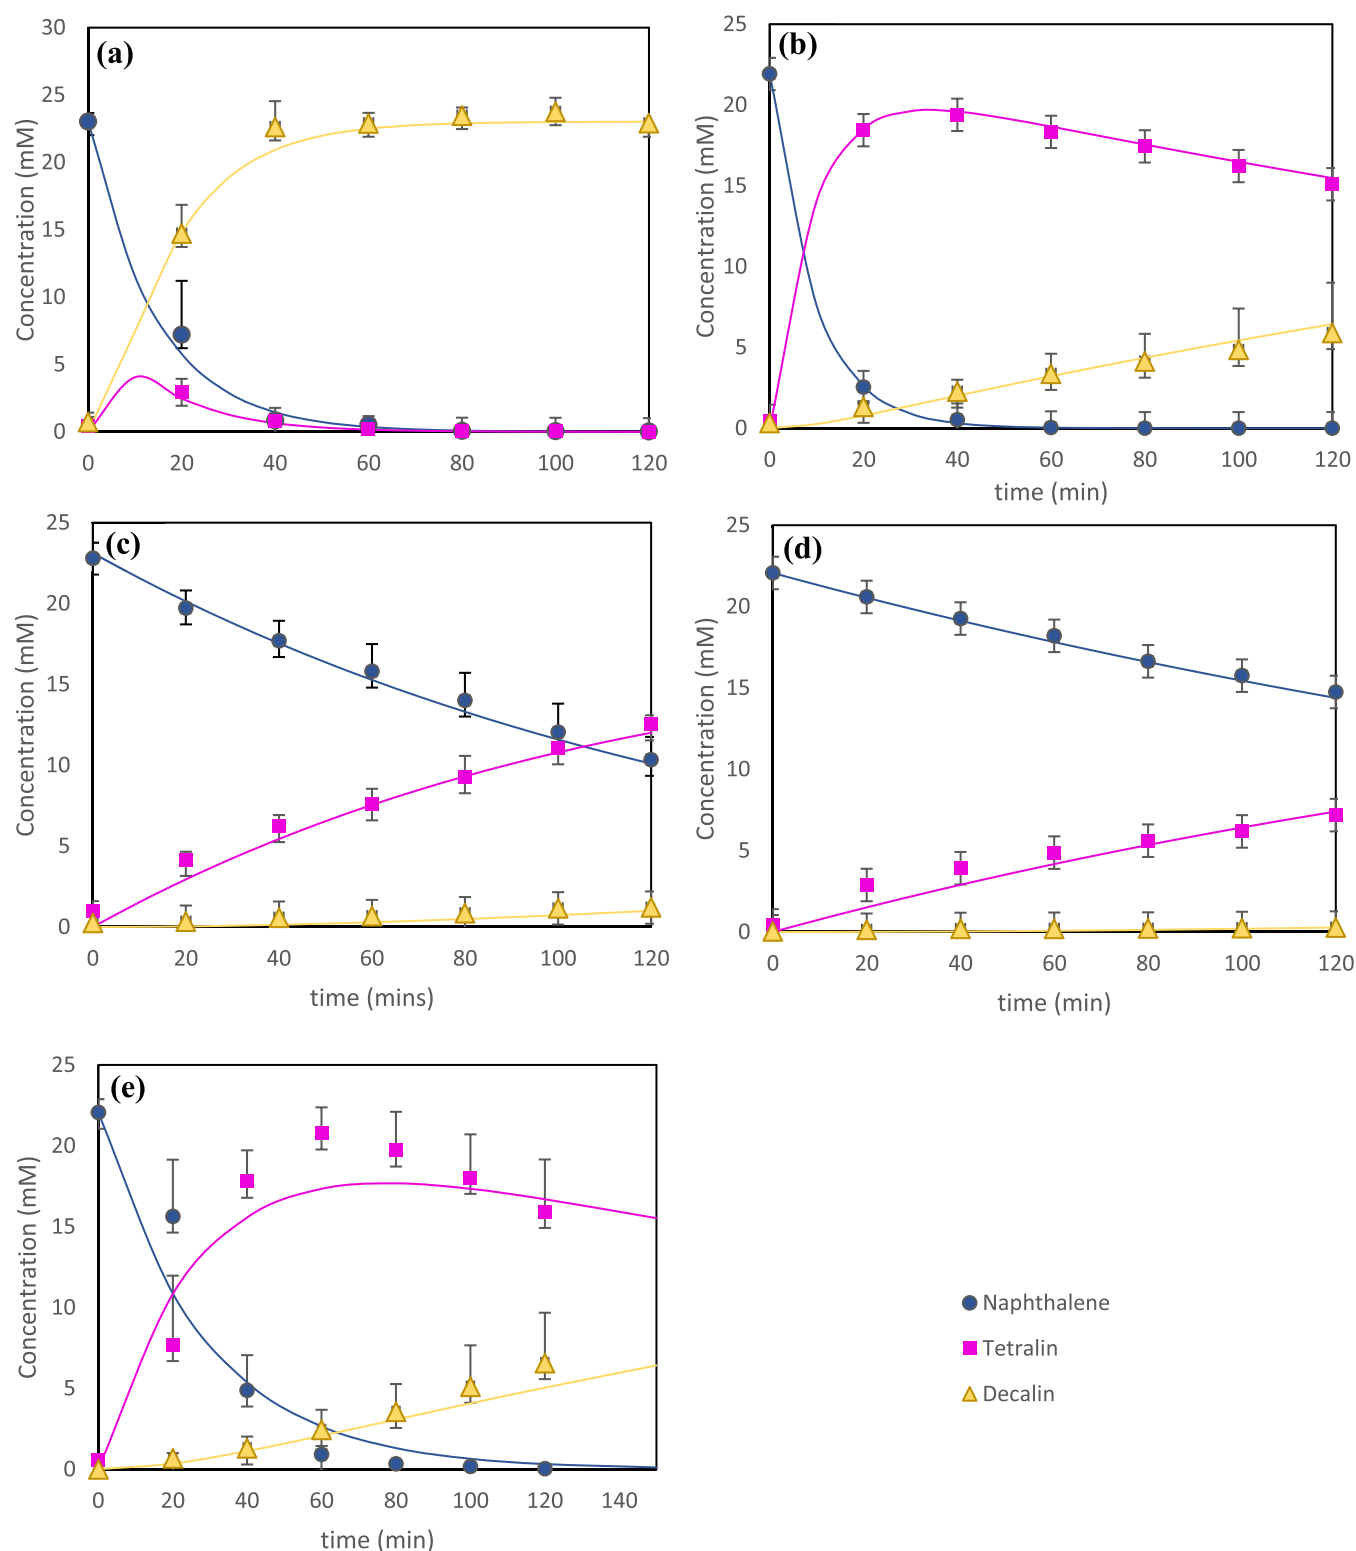 (a)
Concentration (mM)
30
25
20
15
10
5
0
0 20 40 60 80 100 120
(b)
Concentration (mM)
25
20
15
10
5
0
0 20 40 60 80 100 120
time (min)
(c)
Concentration (mM)
25
20
15
10
5
0
0 20 40 60 80 100 120
time (mins)
(d)
Concentration (mM)
25
20
15
10
5
0
0 20 40 60 80 100 120
time (min)
(e)
Concentration (mM)
25
20
15
10
5
0
0 20 40 60 80 100 120 140
time (min)
Naphthalene
Tetralin
Decalin